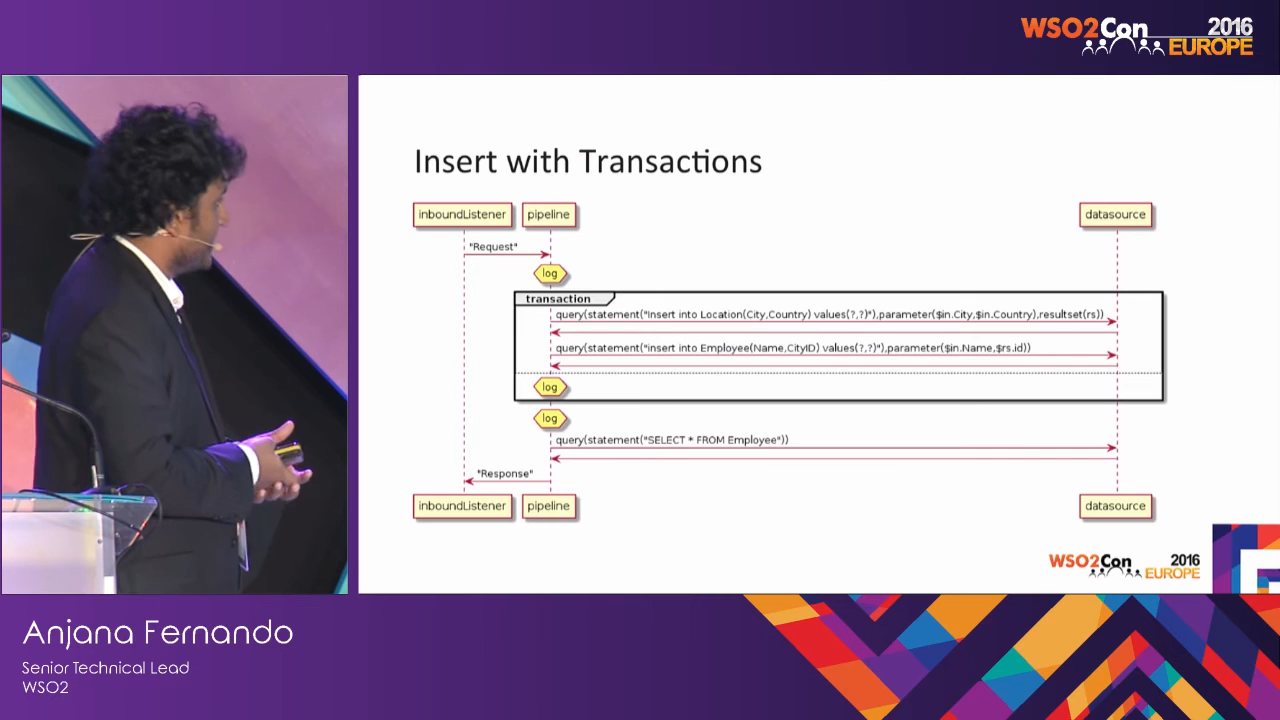 WSO2Con 2016
EUROPE
Insert with Transactions
inboundListener pipeline datasource
"Request"
log
transaction
query(statement("Insert into Location(City,Country) values(?,?)"),parameter($in.City,$in.Country),resultset(rs))
query(statement("insert into Employee(Name,CityID) values(?,?)"),parameter($in.Name,$rs.id))
log
log
query(statement("SELECT * FROM Employee"))
"Response"
inboundListener pipeline datasource
WSO2Con 2016
EUROPE
Anjana Fernando
Senior Technical Lead
WSO2